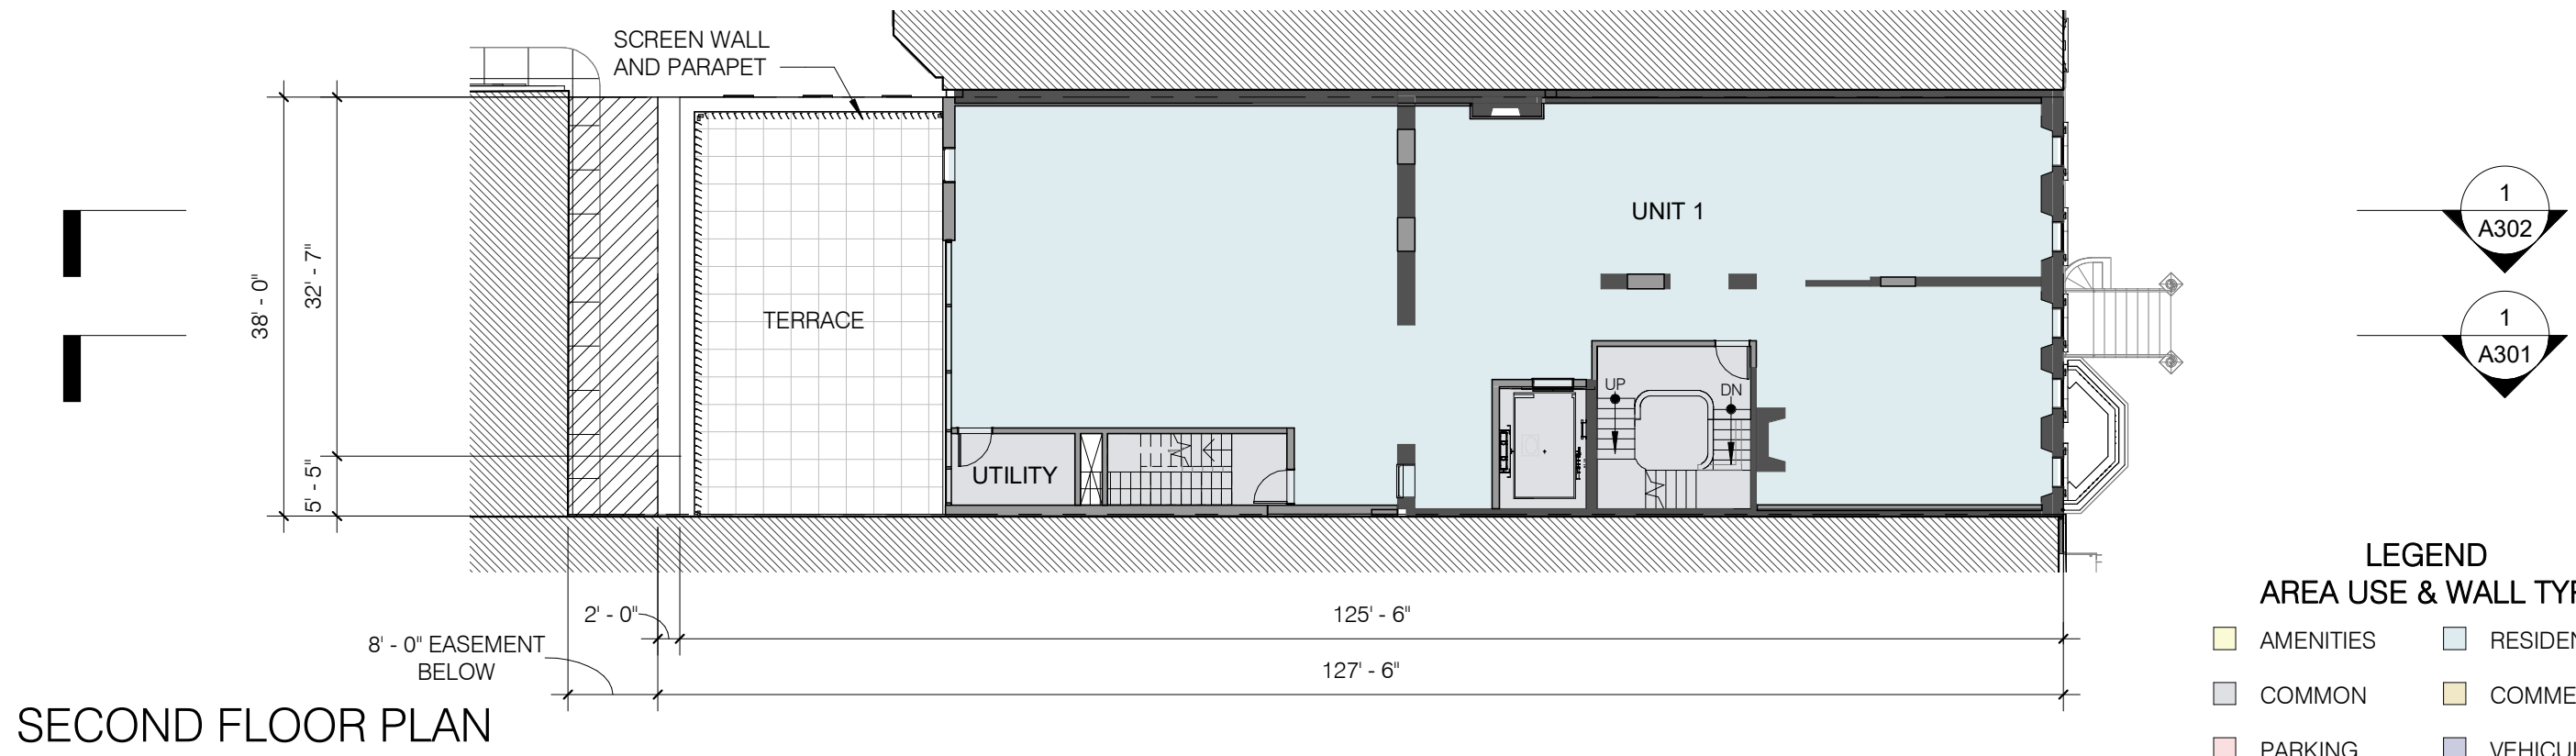 SCREEN WALL
AND PARAPET
1
A302
UNIT 1
38' - 0"
32' - 7"
TERRACE
1
A301
UP
DN
5' - 5"
UTILITY
2' - 0"
125' - 6"
8' - 0" EASEMENT
BELOW
127' - 6"
SECOND FLOOR PLAN
LEGEND
AREA USE & WALL TYP
AMENITIES
RESIDEN
COMMON
COMME
PARKING
VEHICUL